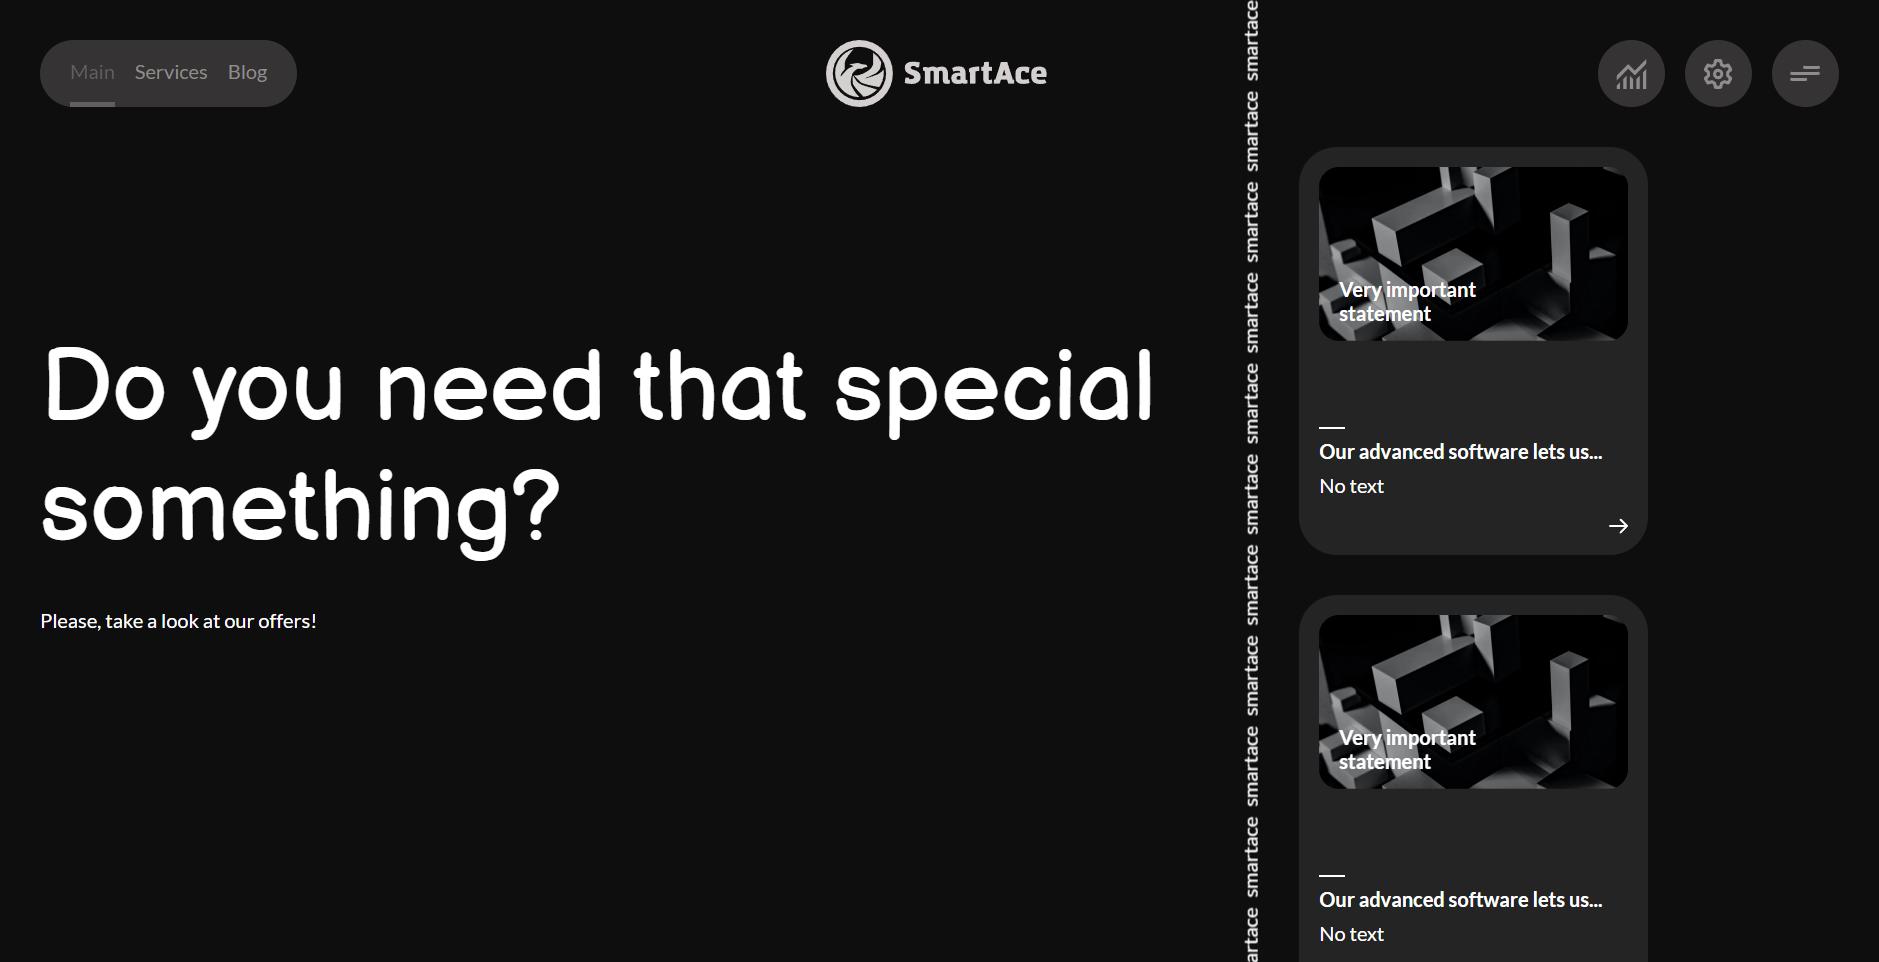 Main Services Blog
SmartAce
Do you need that special
something?
Please, take a look at our offers!
smartace smartace smartace smartace smartace smartace smartace smartace smartace smartace artace
Very important
statement
Our advanced software lets us...
No text
Very important
statement
Our advanced software lets us...
No text